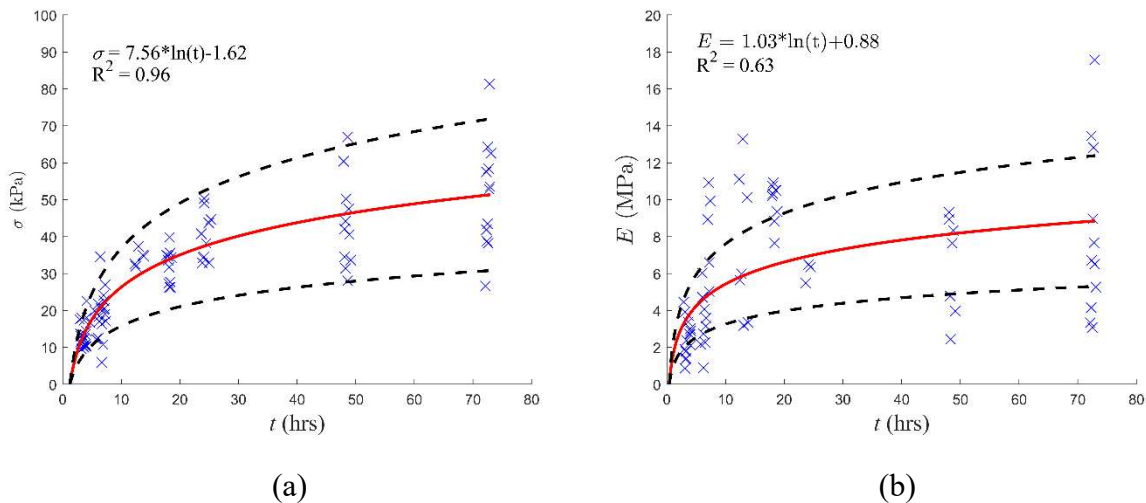 σ = 7.56*ln(t)-1.62
R² = 0.96
100
90
80
70
60
50
40
30
20
10
0
σ (kPa)
0 10 20 30 40 50 60 70 80
t (hrs)
(a)
E = 1.03*ln(t)+0.88
R² = 0.63
20
18
16
14
12
10
8
6
4
2
0
E (MPa)
0 10 20 30 40 50 60 70 80
t (hrs)
(b)